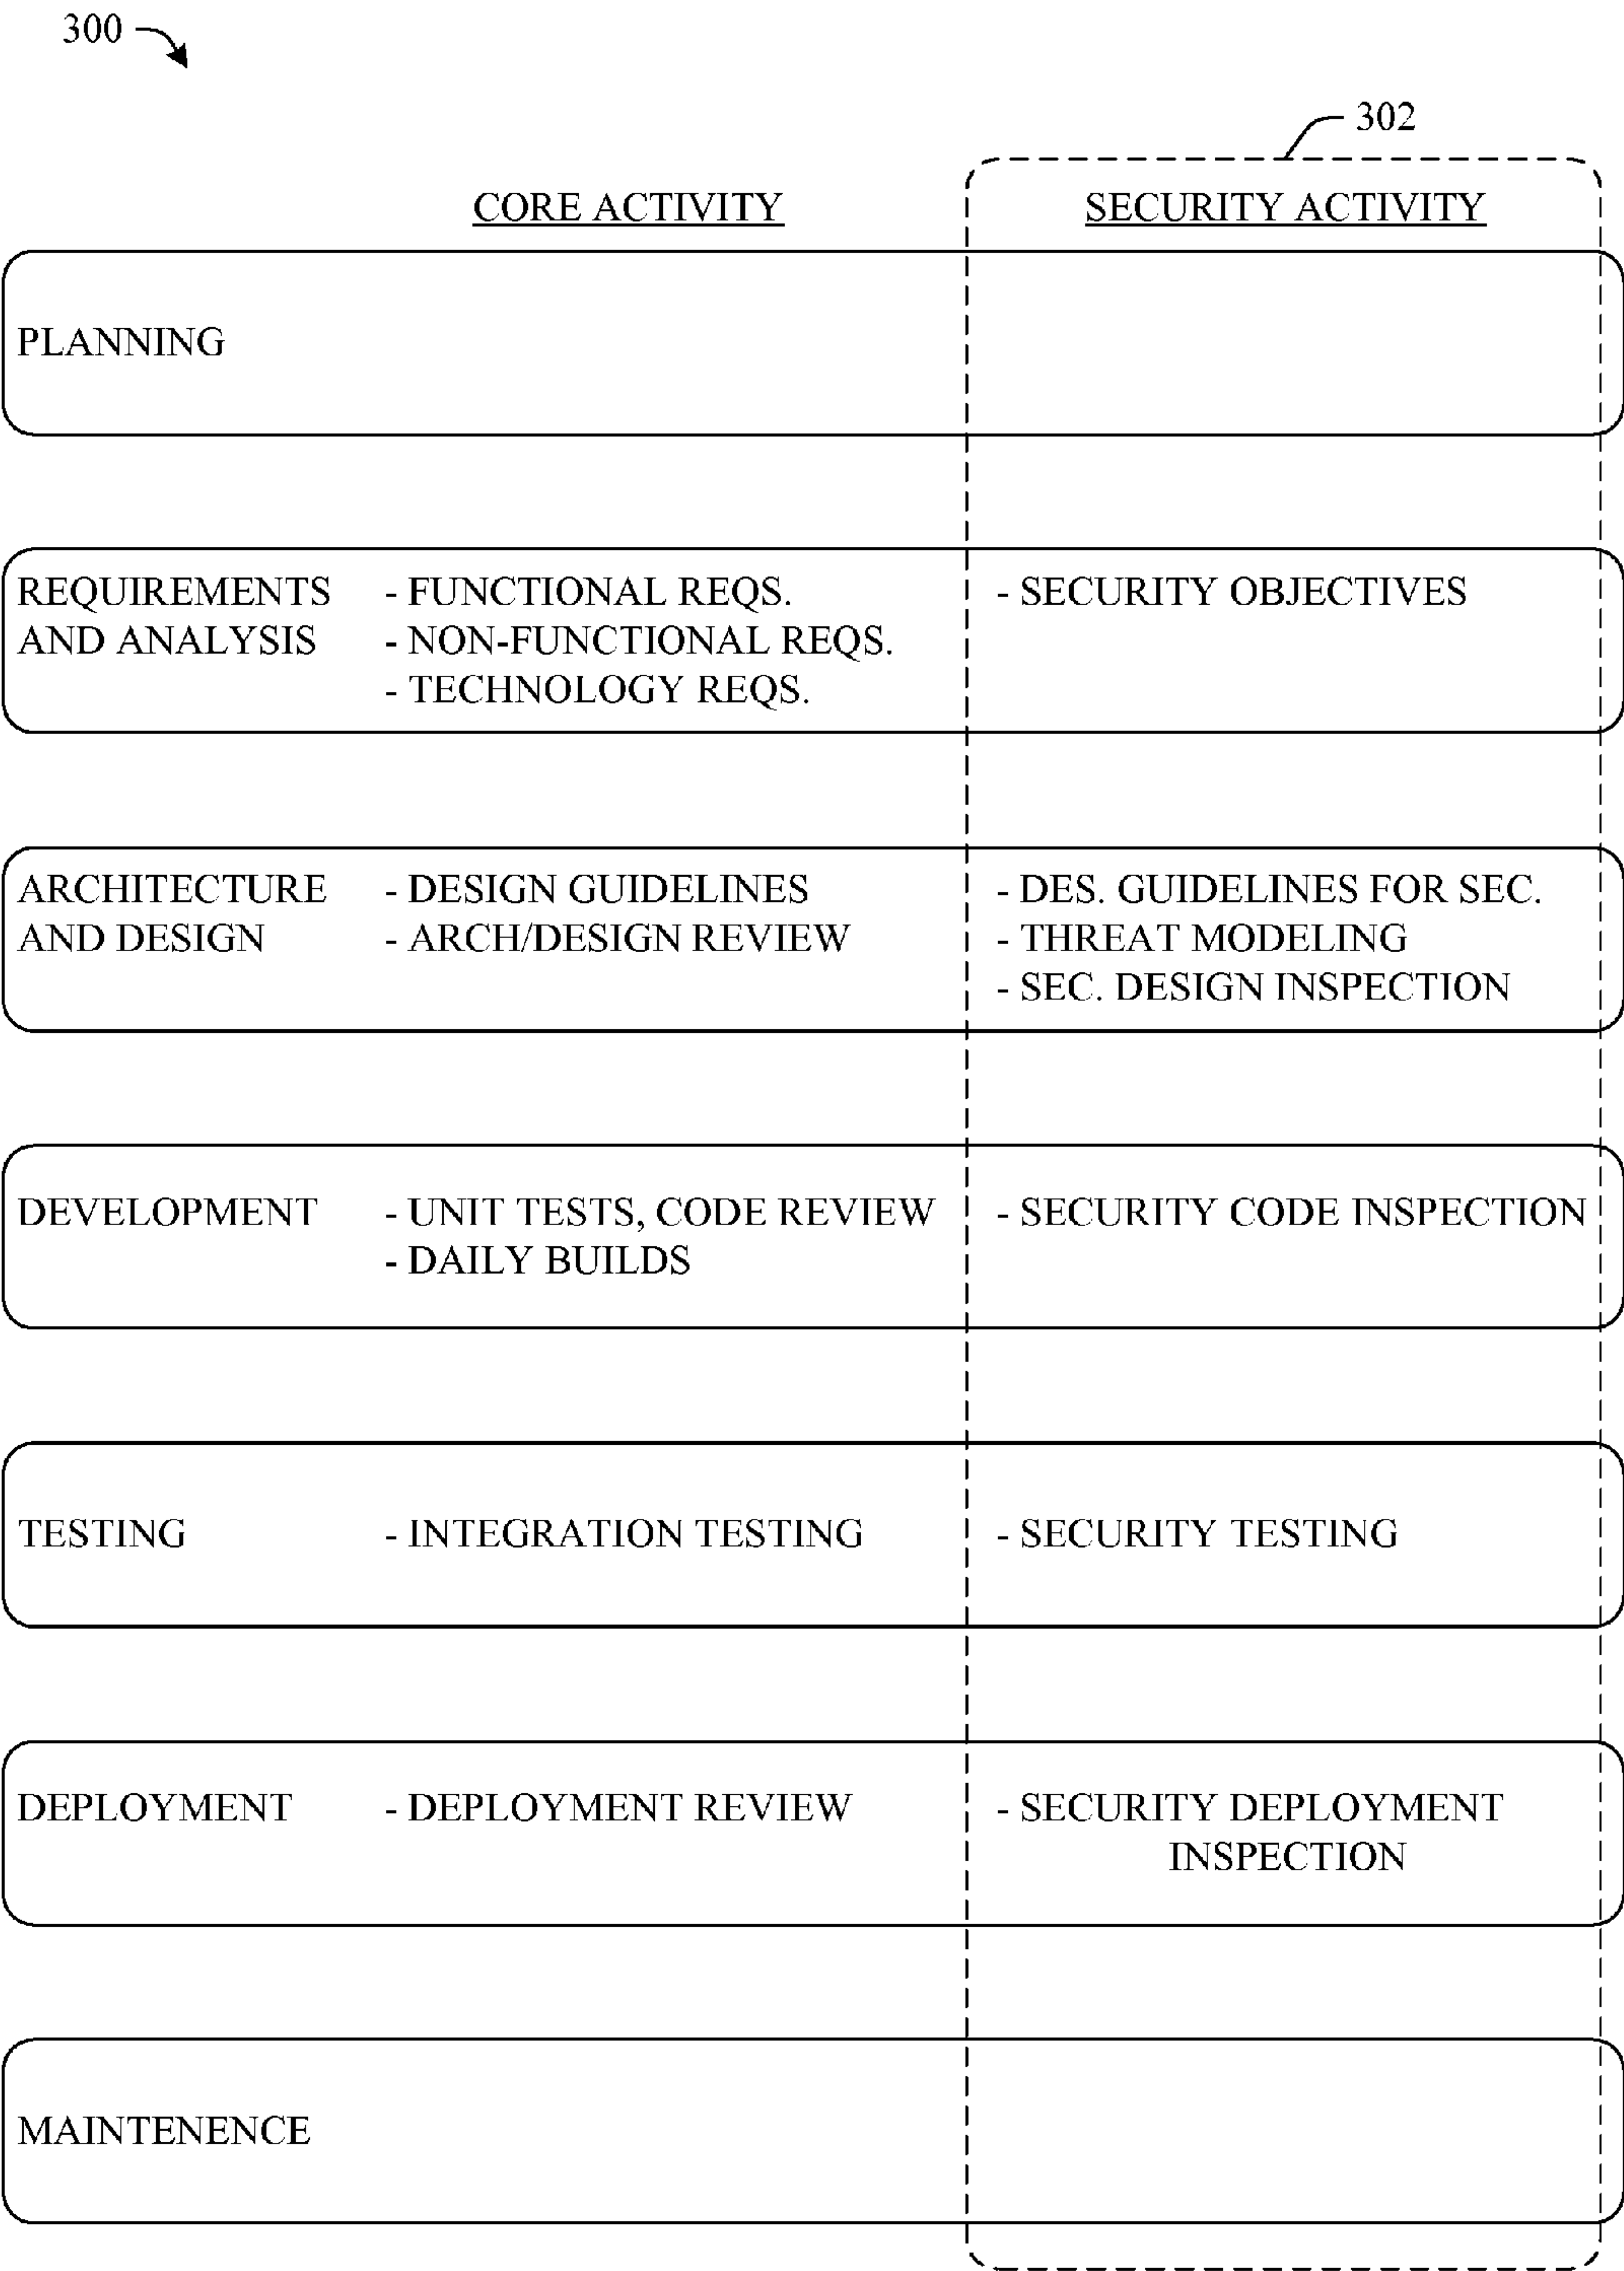 300
302
CORE ACTIVITY SECURITY ACTIVITY
PLANNING
REQUIREMENTS - FUNCTIONAL REQS. - SECURITY OBJECTIVES
AND ANALYSIS - NON-FUNCTIONAL REQS.
- TECHNOLOGY REQS.
ARCHITECTURE - DESIGN GUIDELINES - DES. GUIDELINES FOR SEC.
AND DESIGN - ARCH/DESIGN REVIEW - THREAT MODELING
- SEC. DESIGN INSPECTION
DEVELOPMENT - UNIT TESTS, CODE REVIEW - SECURITY CODE INSPECTION
- DAILY BUILDS
TESTING - INTEGRATION TESTING - SECURITY TESTING
DEPLOYMENT - DEPLOYMENT REVIEW - SECURITY DEPLOYMENT
INSPECTION
MAINTENENCE